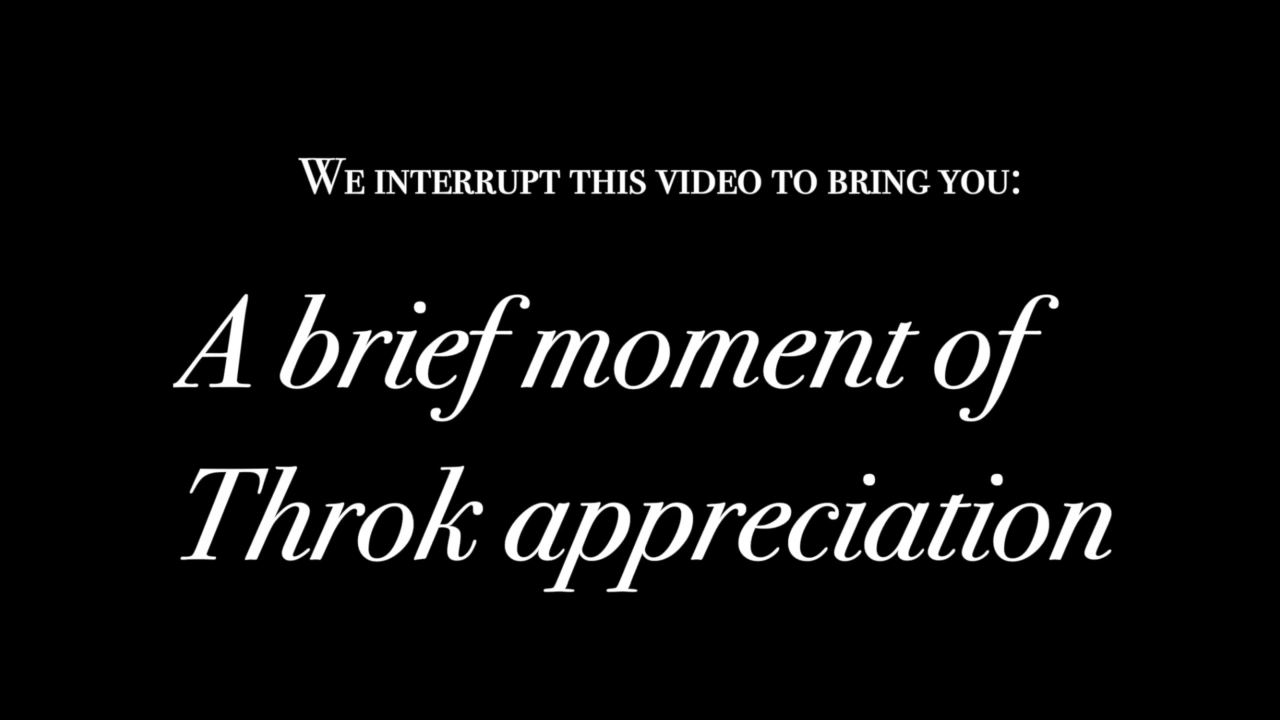 We interrupt this video to bring you:
A brief moment of
Throk appreciation